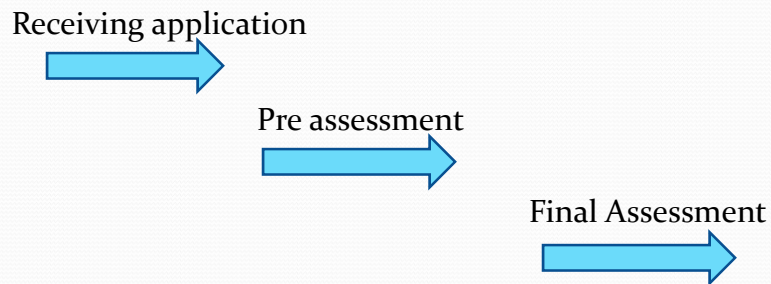 Receiving application
Pre assessment
Final Assessment